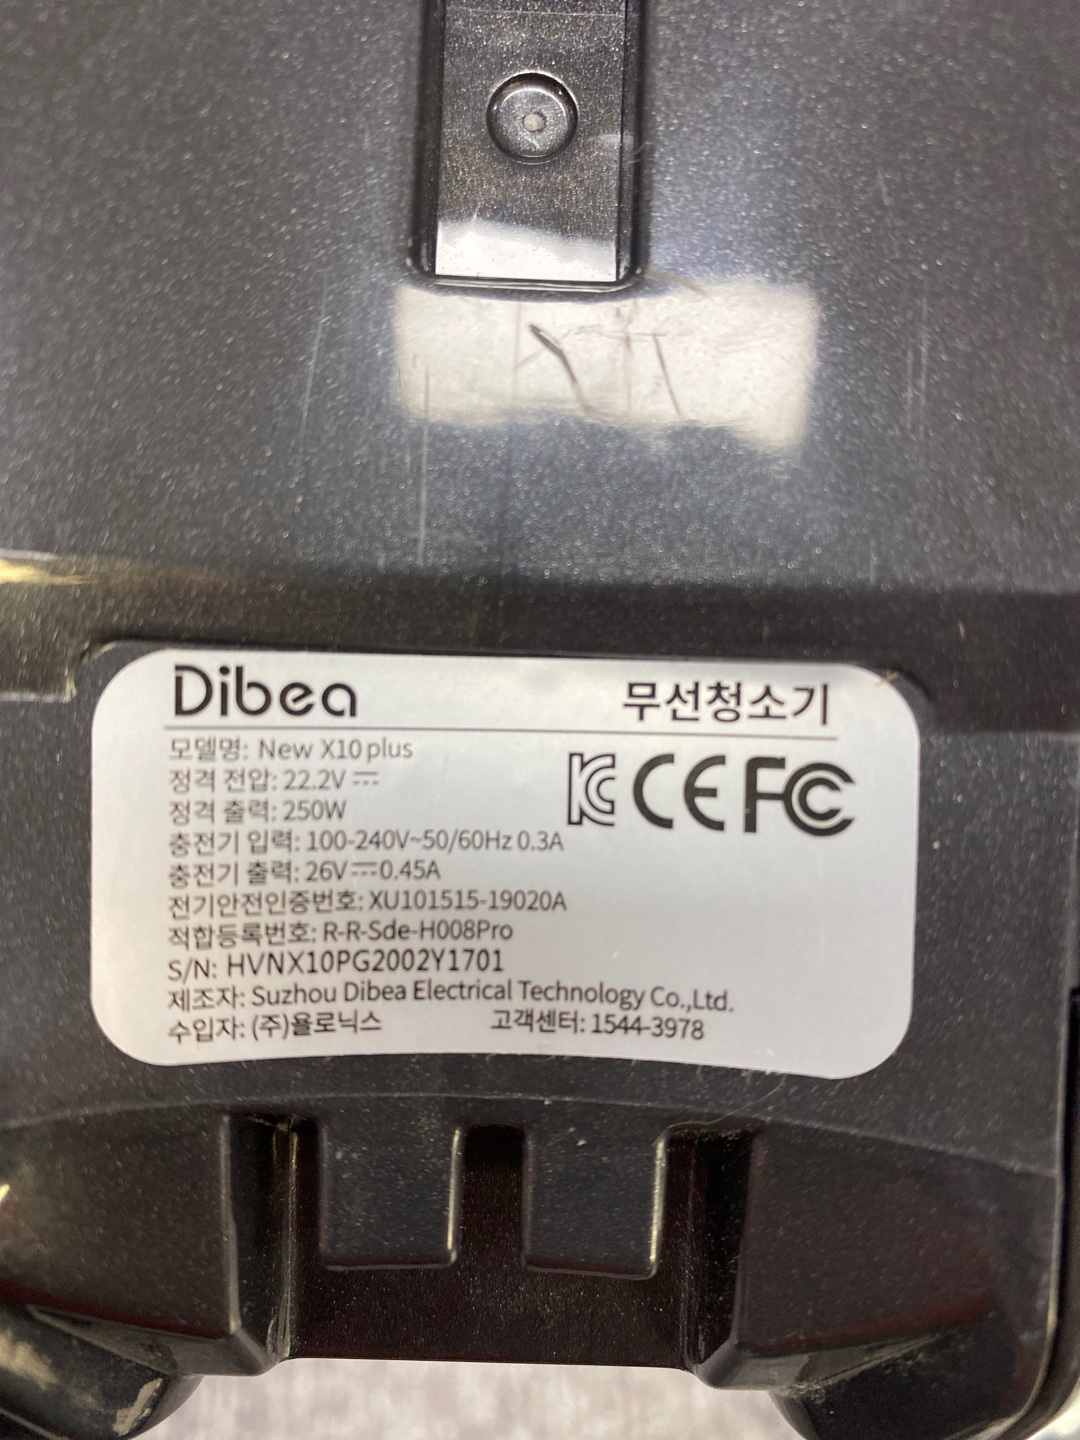 Dibea 무선청소기
모델명: New X10 plus
정격 전압: 22.2V ⎓
정격 출력: 250W
KC CE FC
충전기 입력: 100-240V~50/60Hz 0.3A
충전기 출력: 26V⎓0.45A
전기안전인증번호: XU101515-19020A
적합등록번호: R-R-Sde-H008Pro
S/N: HVNX10PG2002Y1701
제조자: Suzhou Dibea Electrical Technology Co.,Ltd.
수입자: (주)욜로닉스 고객센터: 1544-3978